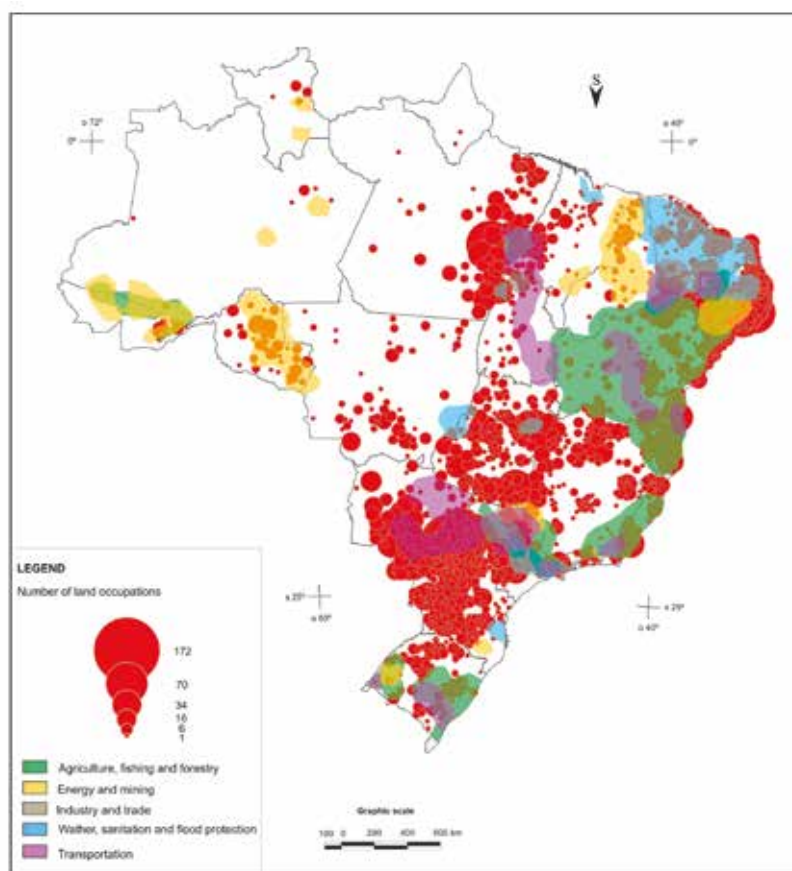 S
o 72°
0°
o 40°
0°
s 25°
o 60°
s 25°
o 40°
LEGEND
Number of land occupations
172
70
34
16
6
1
Agriculture, fishing and forestry
Energy and mining
Industry and trade
Wather, sanitation and flood protection
Transportation
Graphic scale
100 0 200 400 600 km